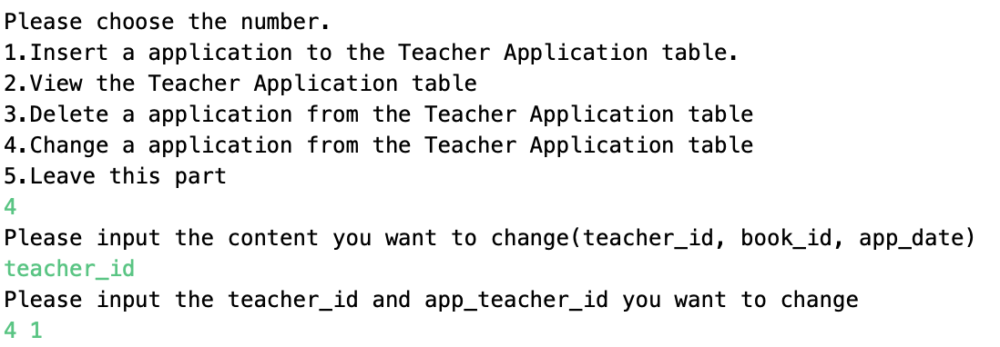 Please choose the number.
1.Insert a application to the Teacher Application table.
2.View the Teacher Application table
3.Delete a application from the Teacher Application table
4.Change a application from the Teacher Application table
5.Leave this part
4
Please input the content you want to change(teacher_id, book_id, app_date)
teacher_id
Please input the teacher_id and app_teacher_id you want to change
4 1